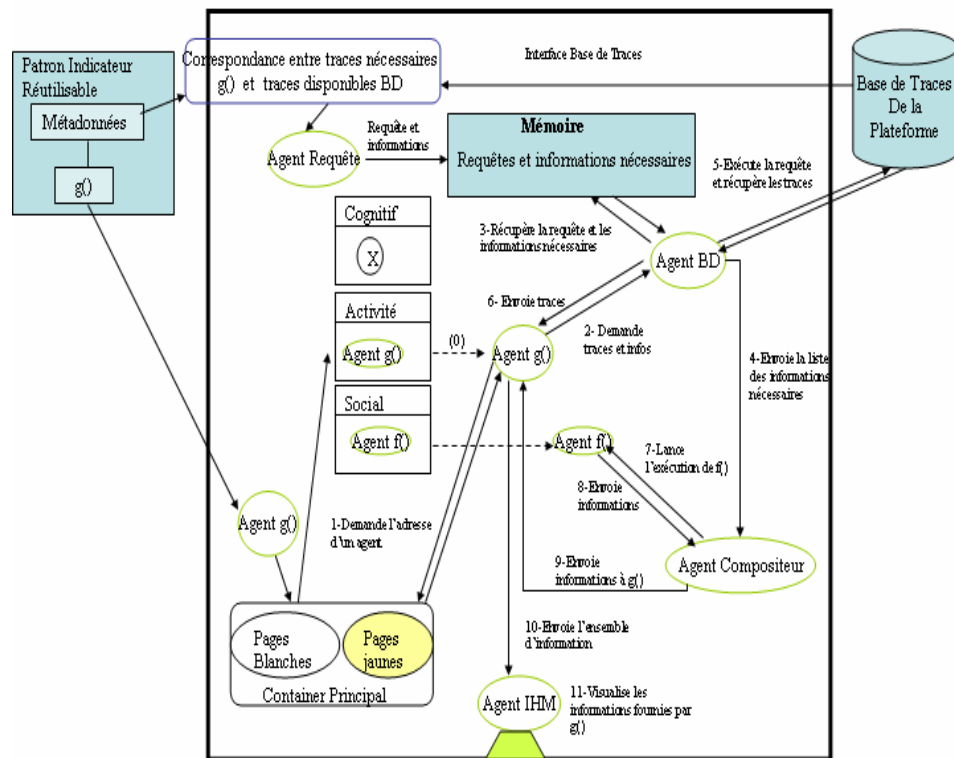 Patron Indicateur
Réutilisable
Métadonnées
g()
Correspondance entre traces nécessaires
g() et traces disponibles BD
Interface Base de Traces
Base de Traces
De la
Plateforme
Agent Requête
Requête et
informations
Mémoire
Requêtes et informations nécessaires
5-Exécute la requête
et récupère les traces
Cognitif
X
3-Récupère la requête et les
informations nécessaires
Agent BD
Activité
Agent g()
(0)
6- Envoie traces
Agent g()
2- Demande
traces et infos
4-Envoie la liste
des informations
nécessaires
Social
Agent f()
Agent f()
7-Lance
l'exécution de f()
8-Envoie
informations
Agent g()
1-Demande l'adresse
d'un agent
9-Envoie
informations à g()
Agent Compositeur
Pages
Blanches
Pages
jaunes
Container Principal
10-Envoie l'ensemble
d'information
Agent IHM
11-Visualise les
informations fournies par
g()